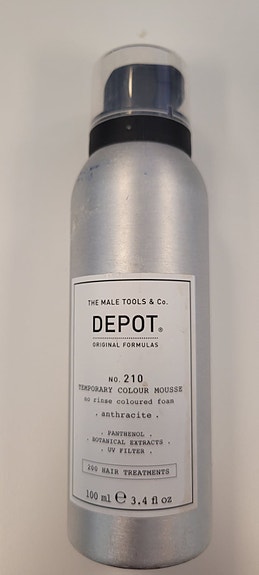 THE MALE TOOLS & Co.
DEPOT®
ORIGINAL FORMULAS
NO. 210
TEMPORARY COLOUR MOUSSE
no rinse coloured foam
. anthracite .
. PANTHENOL .
. BOTANICAL EXTRACTS .
. UV FILTER .
200 HAIR TREATMENTS
100 ml ℮ 3.4 fl oz